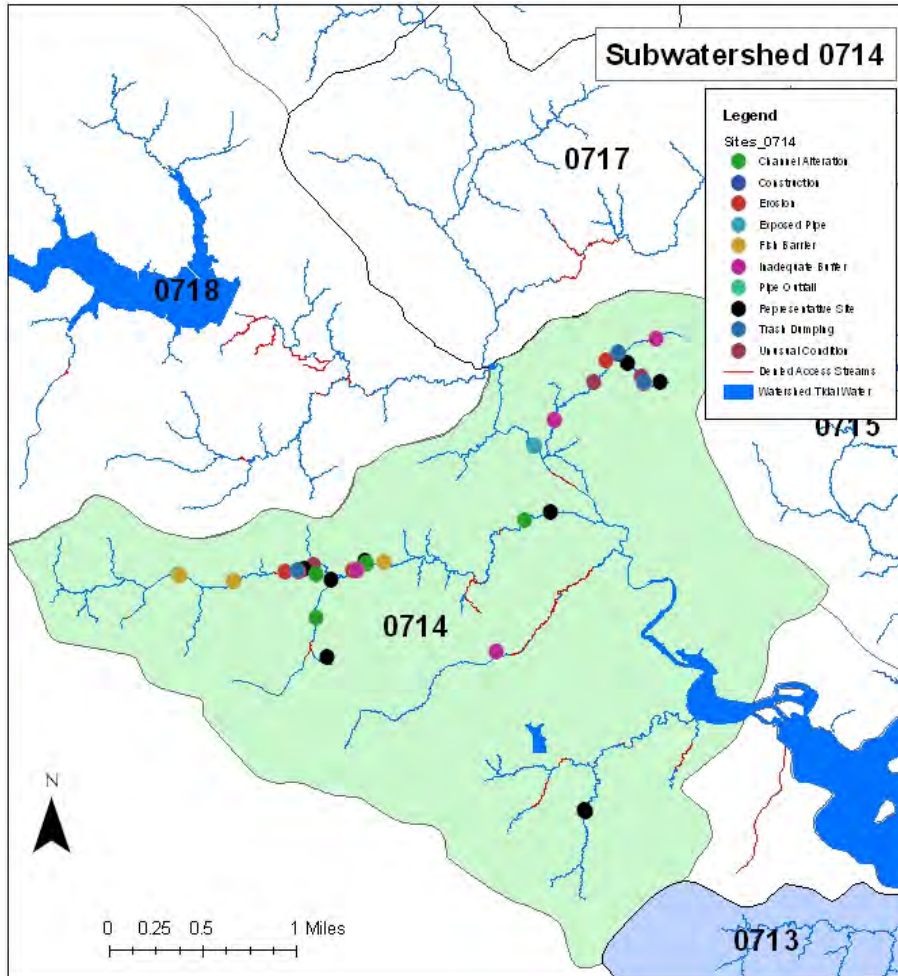 Subwatershed 0714
Legend
Sites_0714
Channel Alteration
Construction
Erosion
Exposed Pipe
Fish Barrier
Inadequate Buffer
Pipe Outfall
Representative Site
Trash Dumping
Unusual Condition
Denied Access Streams
Watershed Tidal Water
0717
0718
0715
0714
N
0 0.25 0.5 1 Miles
0713